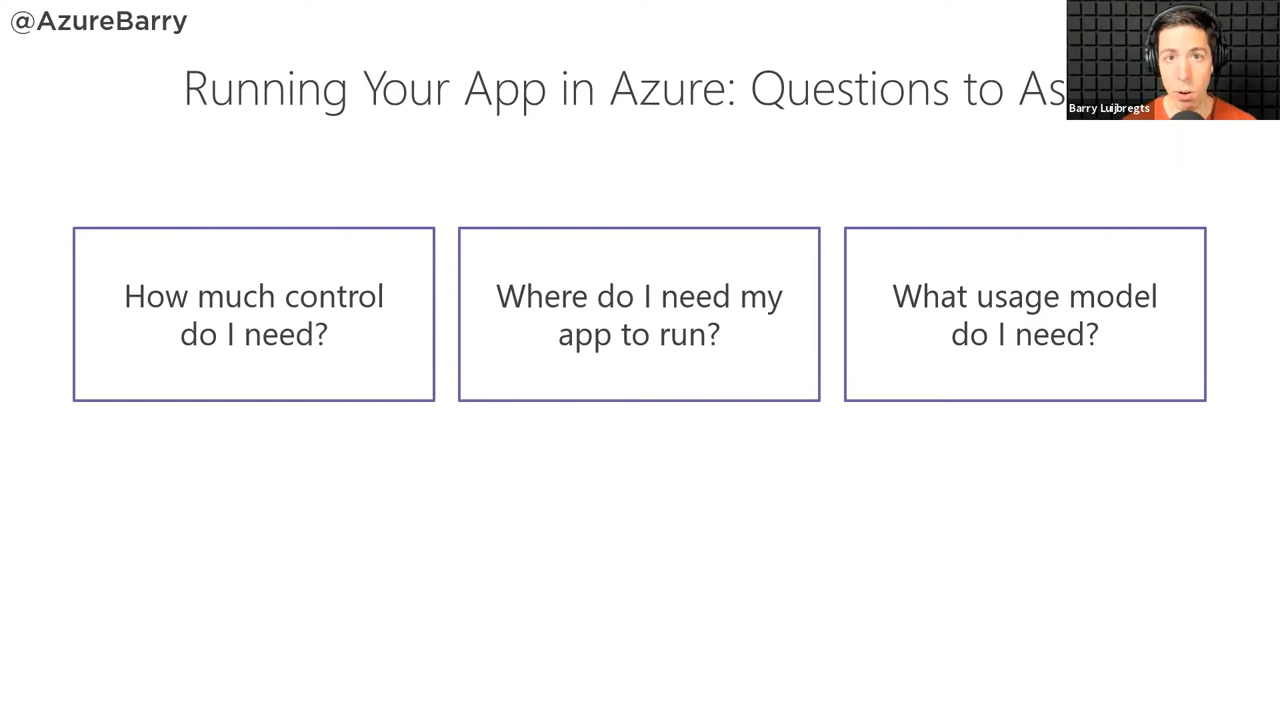 @AzureBarry
Running Your App in Azure: Questions to As
Barry Luijbregts
How much control
do I need?
Where do I need my
app to run?
What usage model
do I need?